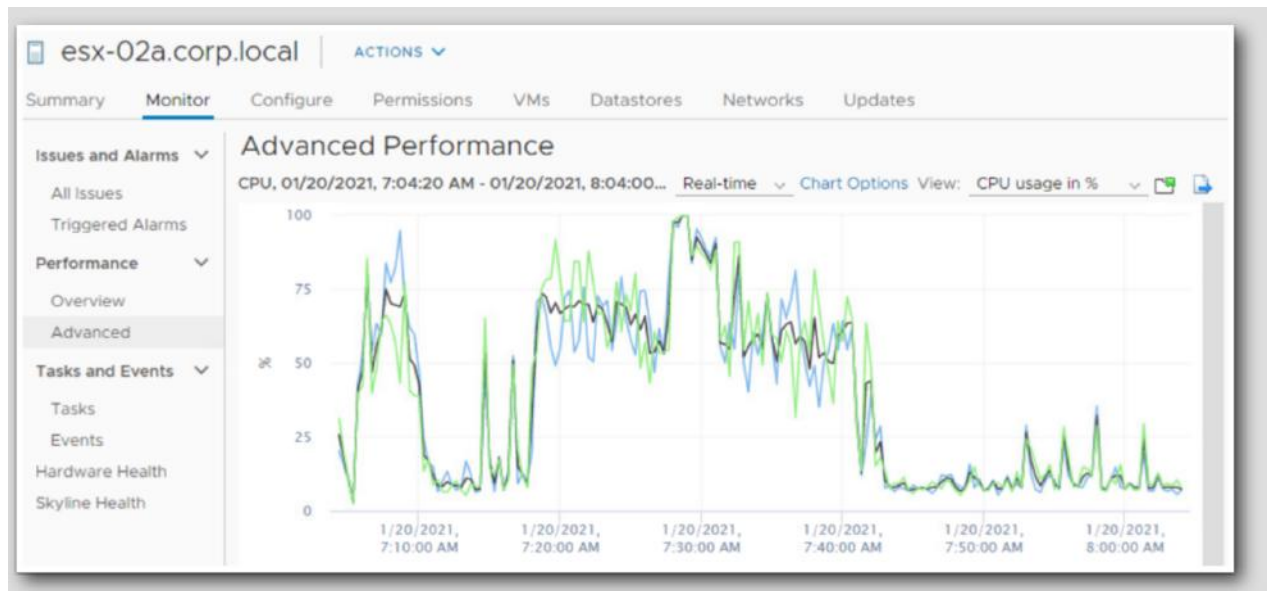 esx-02a.corp.local ACTIONS
Summary Monitor Configure Permissions VMs Datastores Networks Updates
Issues and Alarms
All Issues
Triggered Alarms
Performance
Overview
Advanced
Tasks and Events
Tasks
Events
Hardware Health
Skyline Health
Advanced Performance
CPU, 01/20/2021, 7:04:20 AM - 01/20/2021, 8:04:00... Real-time Chart Options View: CPU usage in %
100
75
50
25
0
%
1/20/2021, 1/20/2021, 1/20/2021, 1/20/2021, 1/20/2021, 1/20/2021,
7:10:00 AM 7:20:00 AM 7:30:00 AM 7:40:00 AM 7:50:00 AM 8:00:00 AM